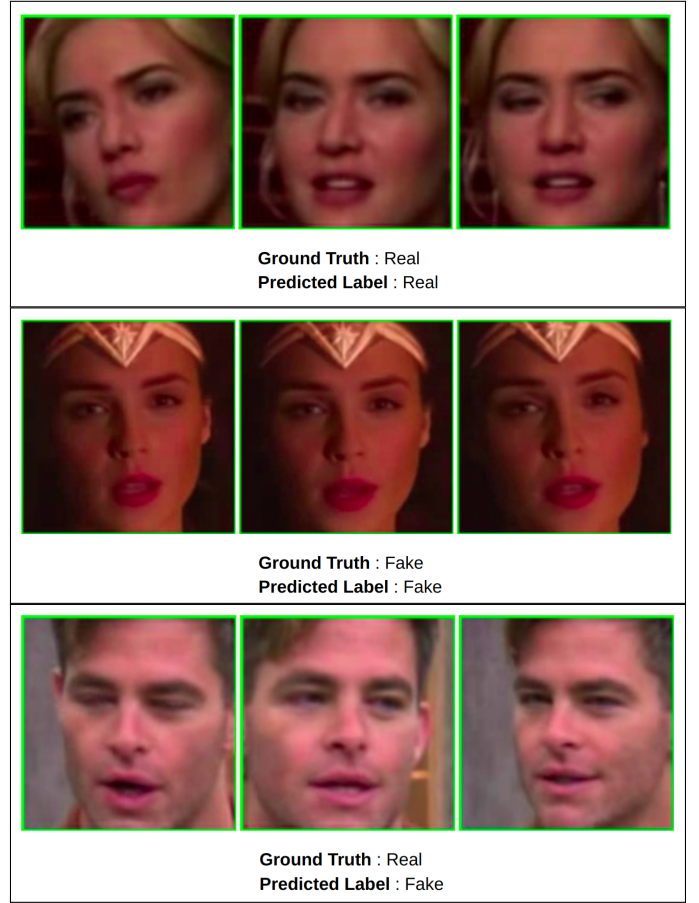 Ground Truth : Real
Predicted Label : Real
Ground Truth : Fake
Predicted Label : Fake
Ground Truth : Real
Predicted Label : Fake